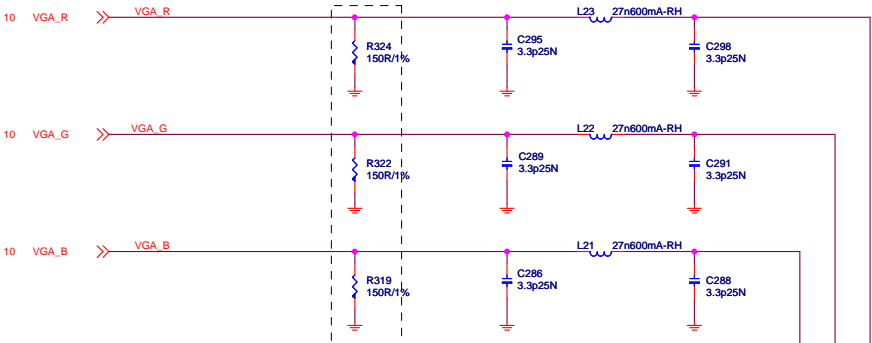 10 VGA_R VGA_R L23 27n600mA-RH
R324 C295 C298
150R/1% 3.3p25N 3.3p25N
10 VGA_G VGA_G L22 27n600mA-RH
R322 C289 C291
150R/1% 3.3p25N 3.3p25N
10 VGA_B VGA_B L21 27n600mA-RH
R319 C286 C288
150R/1% 3.3p25N 3.3p25N